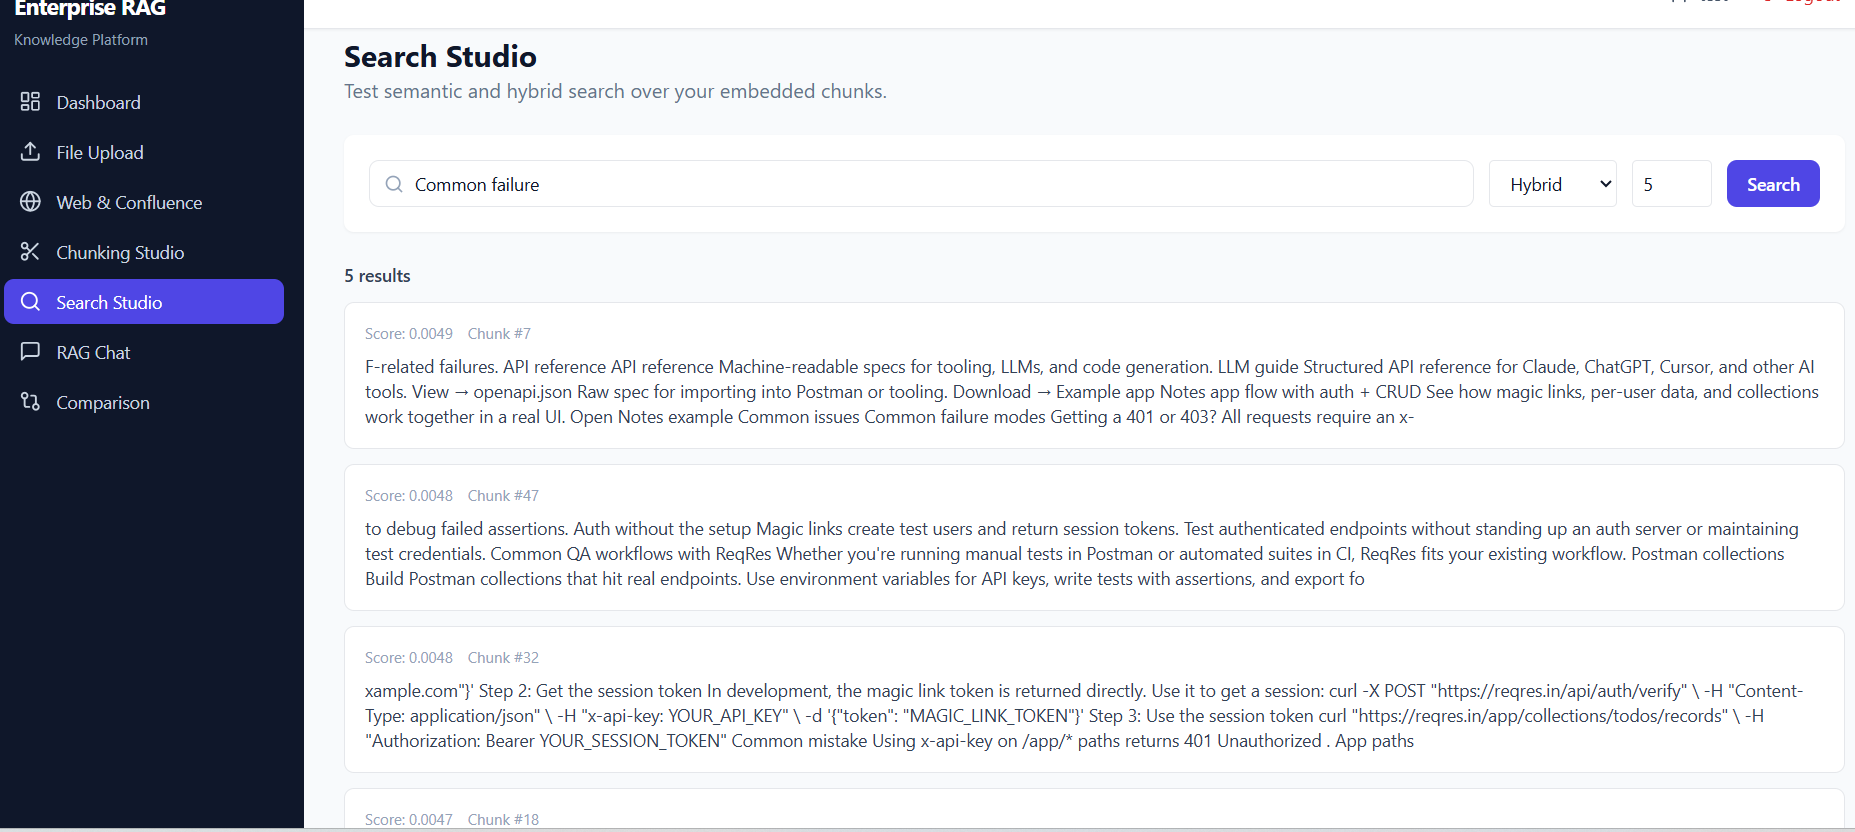 Enterprise RAG
Knowledge Platform
Dashboard
File Upload
Web & Confluence
Chunking Studio
Search Studio
RAG Chat
Comparison
test Logout
Search Studio
Test semantic and hybrid search over your embedded chunks.
Common failure Hybrid 5 Search
5 results
Score: 0.0049 Chunk #7
F-related failures. API reference API reference Machine-readable specs for tooling, LLMs, and code generation. LLM guide Structured API reference for Claude, ChatGPT, Cursor, and other AI
tools. View → openapi.json Raw spec for importing into Postman or tooling. Download → Example app Notes app flow with auth + CRUD See how magic links, per-user data, and collections
work together in a real UI. Open Notes example Common issues Common failure modes Getting a 401 or 403? All requests require an x-
Score: 0.0048 Chunk #47
to debug failed assertions. Auth without the setup Magic links create test users and return session tokens. Test authenticated endpoints without standing up an auth server or maintaining
test credentials. Common QA workflows with ReqRes Whether you're running manual tests in Postman or automated suites in CI, ReqRes fits your existing workflow. Postman collections
Build Postman collections that hit real endpoints. Use environment variables for API keys, write tests with assertions, and export fo
Score: 0.0048 Chunk #32
xample.com"}' Step 2: Get the session token In development, the magic link token is returned directly. Use it to get a session: curl -X POST "https://reqres.in/api/auth/verify" \ -H "Content-
Type: application/json" \ -H "x-api-key: YOUR_API_KEY" \ -d '{"token": "MAGIC_LINK_TOKEN"}' Step 3: Use the session token curl "https://reqres.in/app/collections/todos/records" \ -H
"Authorization: Bearer YOUR_SESSION_TOKEN" Common mistake Using x-api-key on /app/* paths returns 401 Unauthorized . App paths
Score: 0.0047 Chunk #18